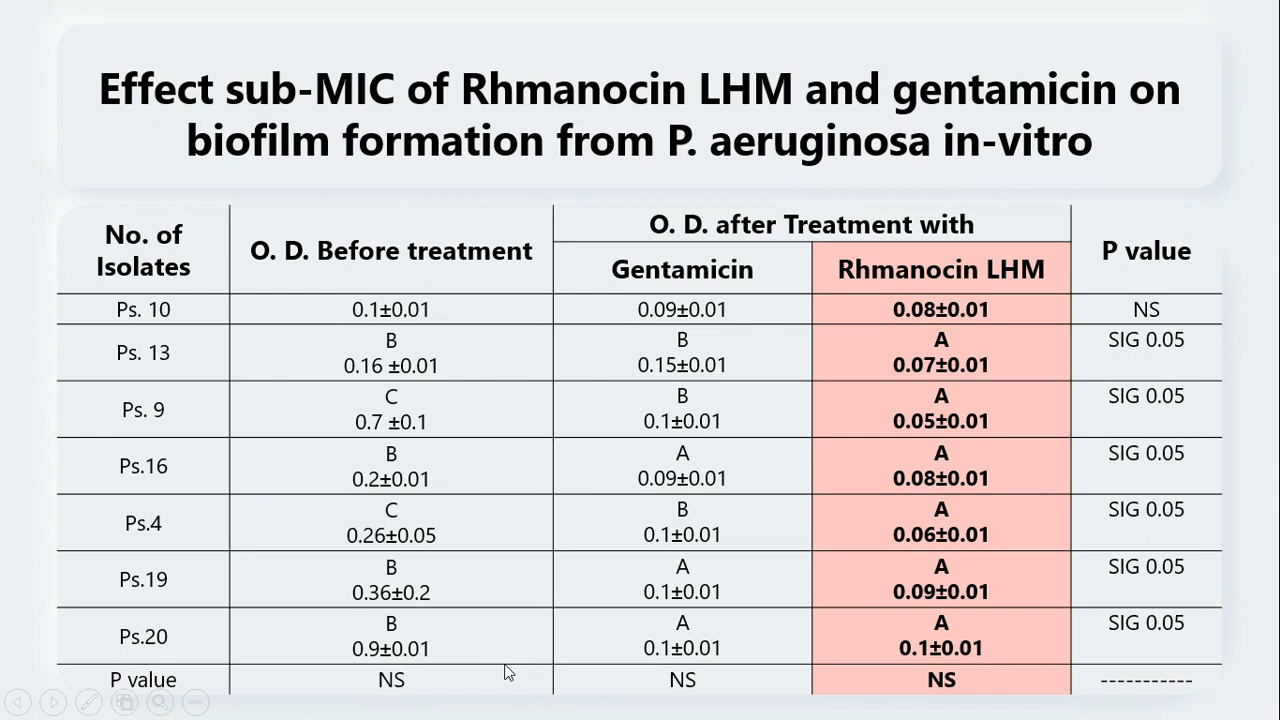 Effect sub-MIC of Rhmanocin LHM and gentamicin on
biofilm formation from P. aeruginosa in-vitro
No. of
Isolates
O. D. Before treatment
O. D. after Treatment with
P value
Gentamicin
Rhmanocin LHM
Ps. 10
0.1±0.01
0.09±0.01
0.08±0.01
NS
Ps. 13
B
0.16 ±0.01
B
0.15±0.01
A
0.07±0.01
SIG 0.05
Ps. 9
C
0.7 ±0.1
B
0.1±0.01
A
0.05±0.01
SIG 0.05
Ps.16
B
0.2±0.01
A
0.09±0.01
A
0.08±0.01
SIG 0.05
Ps.4
C
0.26±0.05
B
0.1±0.01
A
0.06±0.01
SIG 0.05
Ps.19
B
0.36±0.2
A
0.1±0.01
A
0.09±0.01
SIG 0.05
Ps.20
B
0.9±0.01
A
0.1±0.01
A
0.1±0.01
SIG 0.05
P value
NS
NS
NS
-----------